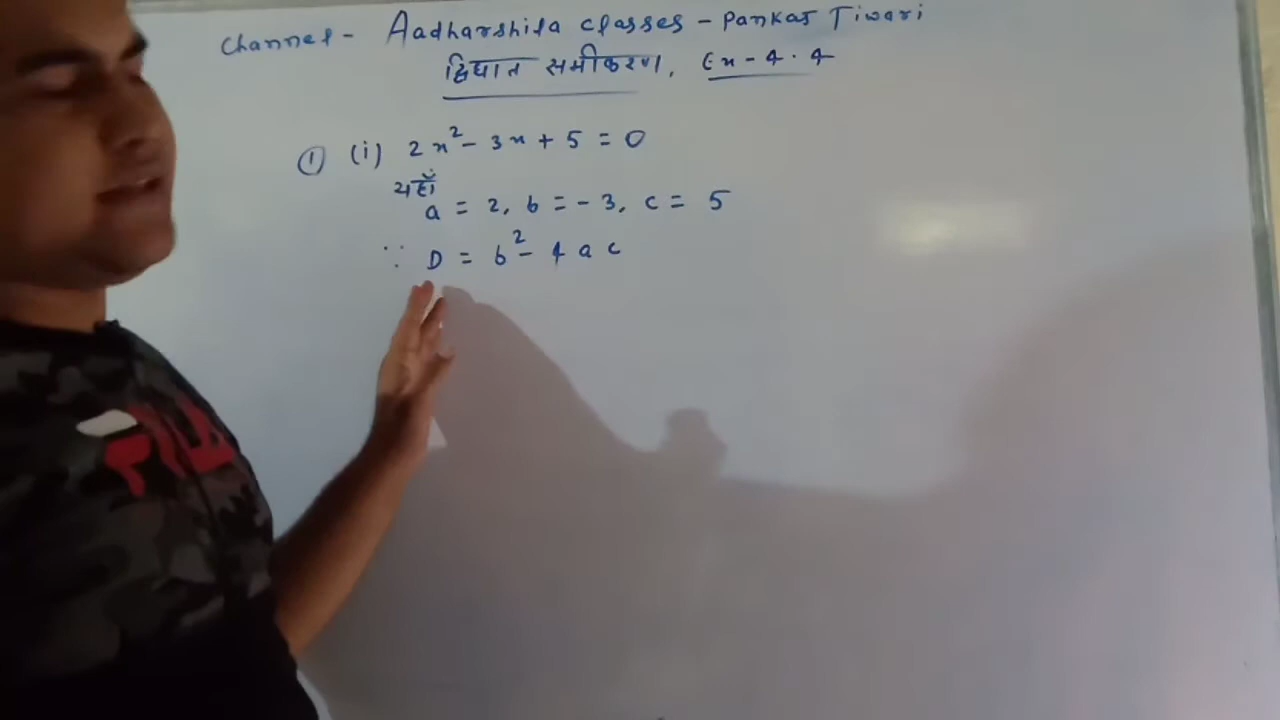 Channel - Aadharshila classes - Pankaj Tiwari
द्विघात समीकरण, Ex - 4.4
① (i) 2x² - 3x + 5 = 0
यहाँ
a = 2, b = -3, c = 5
∵ D = b² - 4ac